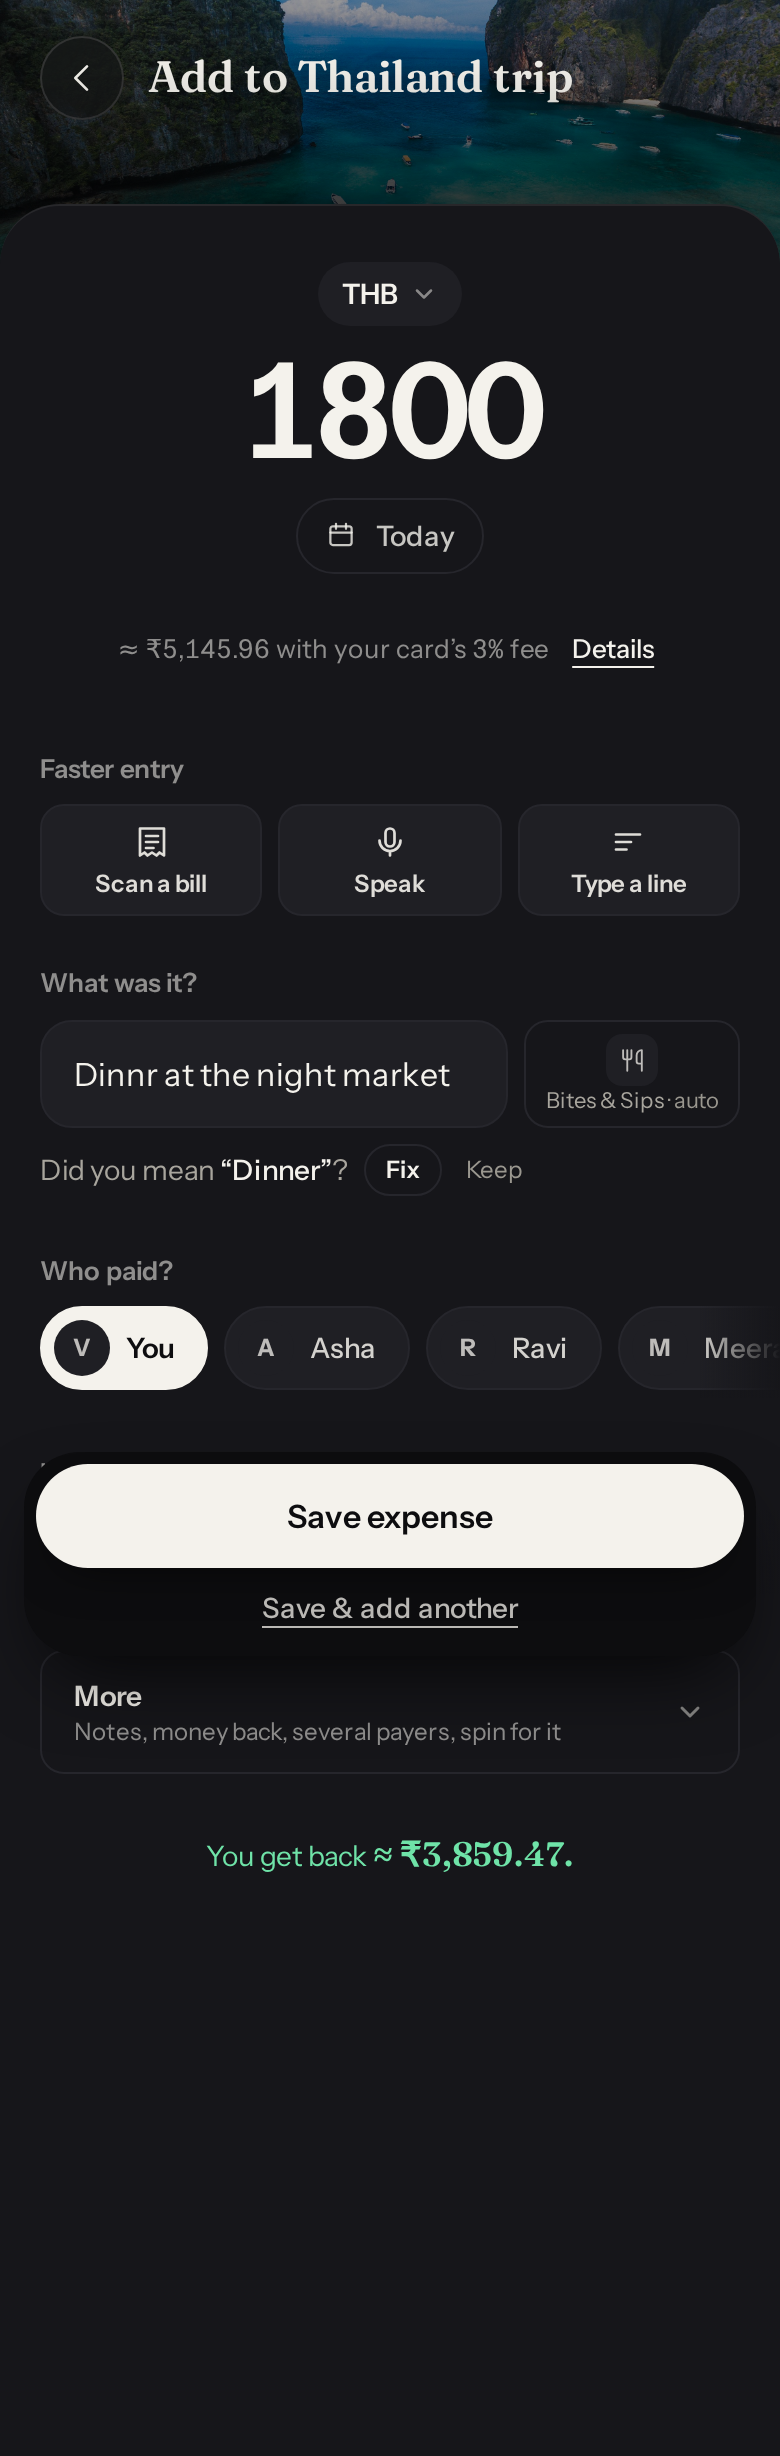 Add to Thailand trip
THB
1800
Today
≈ ₹5,145.96 with your card’s 3% fee Details
Faster entry
Scan a bill
Speak
Type a line
What was it?
Dinnr at the night market
Bites & Sips · auto
Did you mean “Dinner”? Fix Keep
Who paid?
V You A Asha R Ravi M Meera
Save expense
Save & add another
More
Notes, money back, several payers, spin for it
You get back ≈ ₹3,859.47.